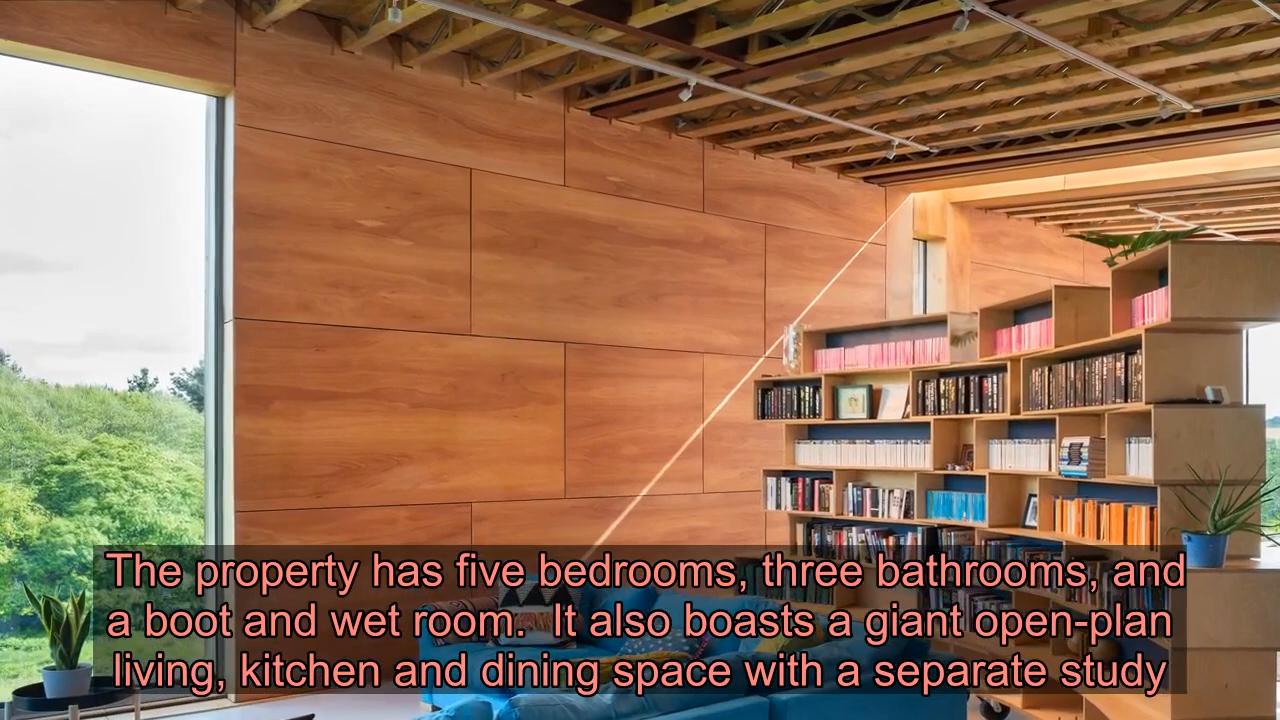 The property has five bedrooms, three bathrooms, and
a boot and wet room.  It also boasts a giant open-plan
living, kitchen and dining space with a separate study